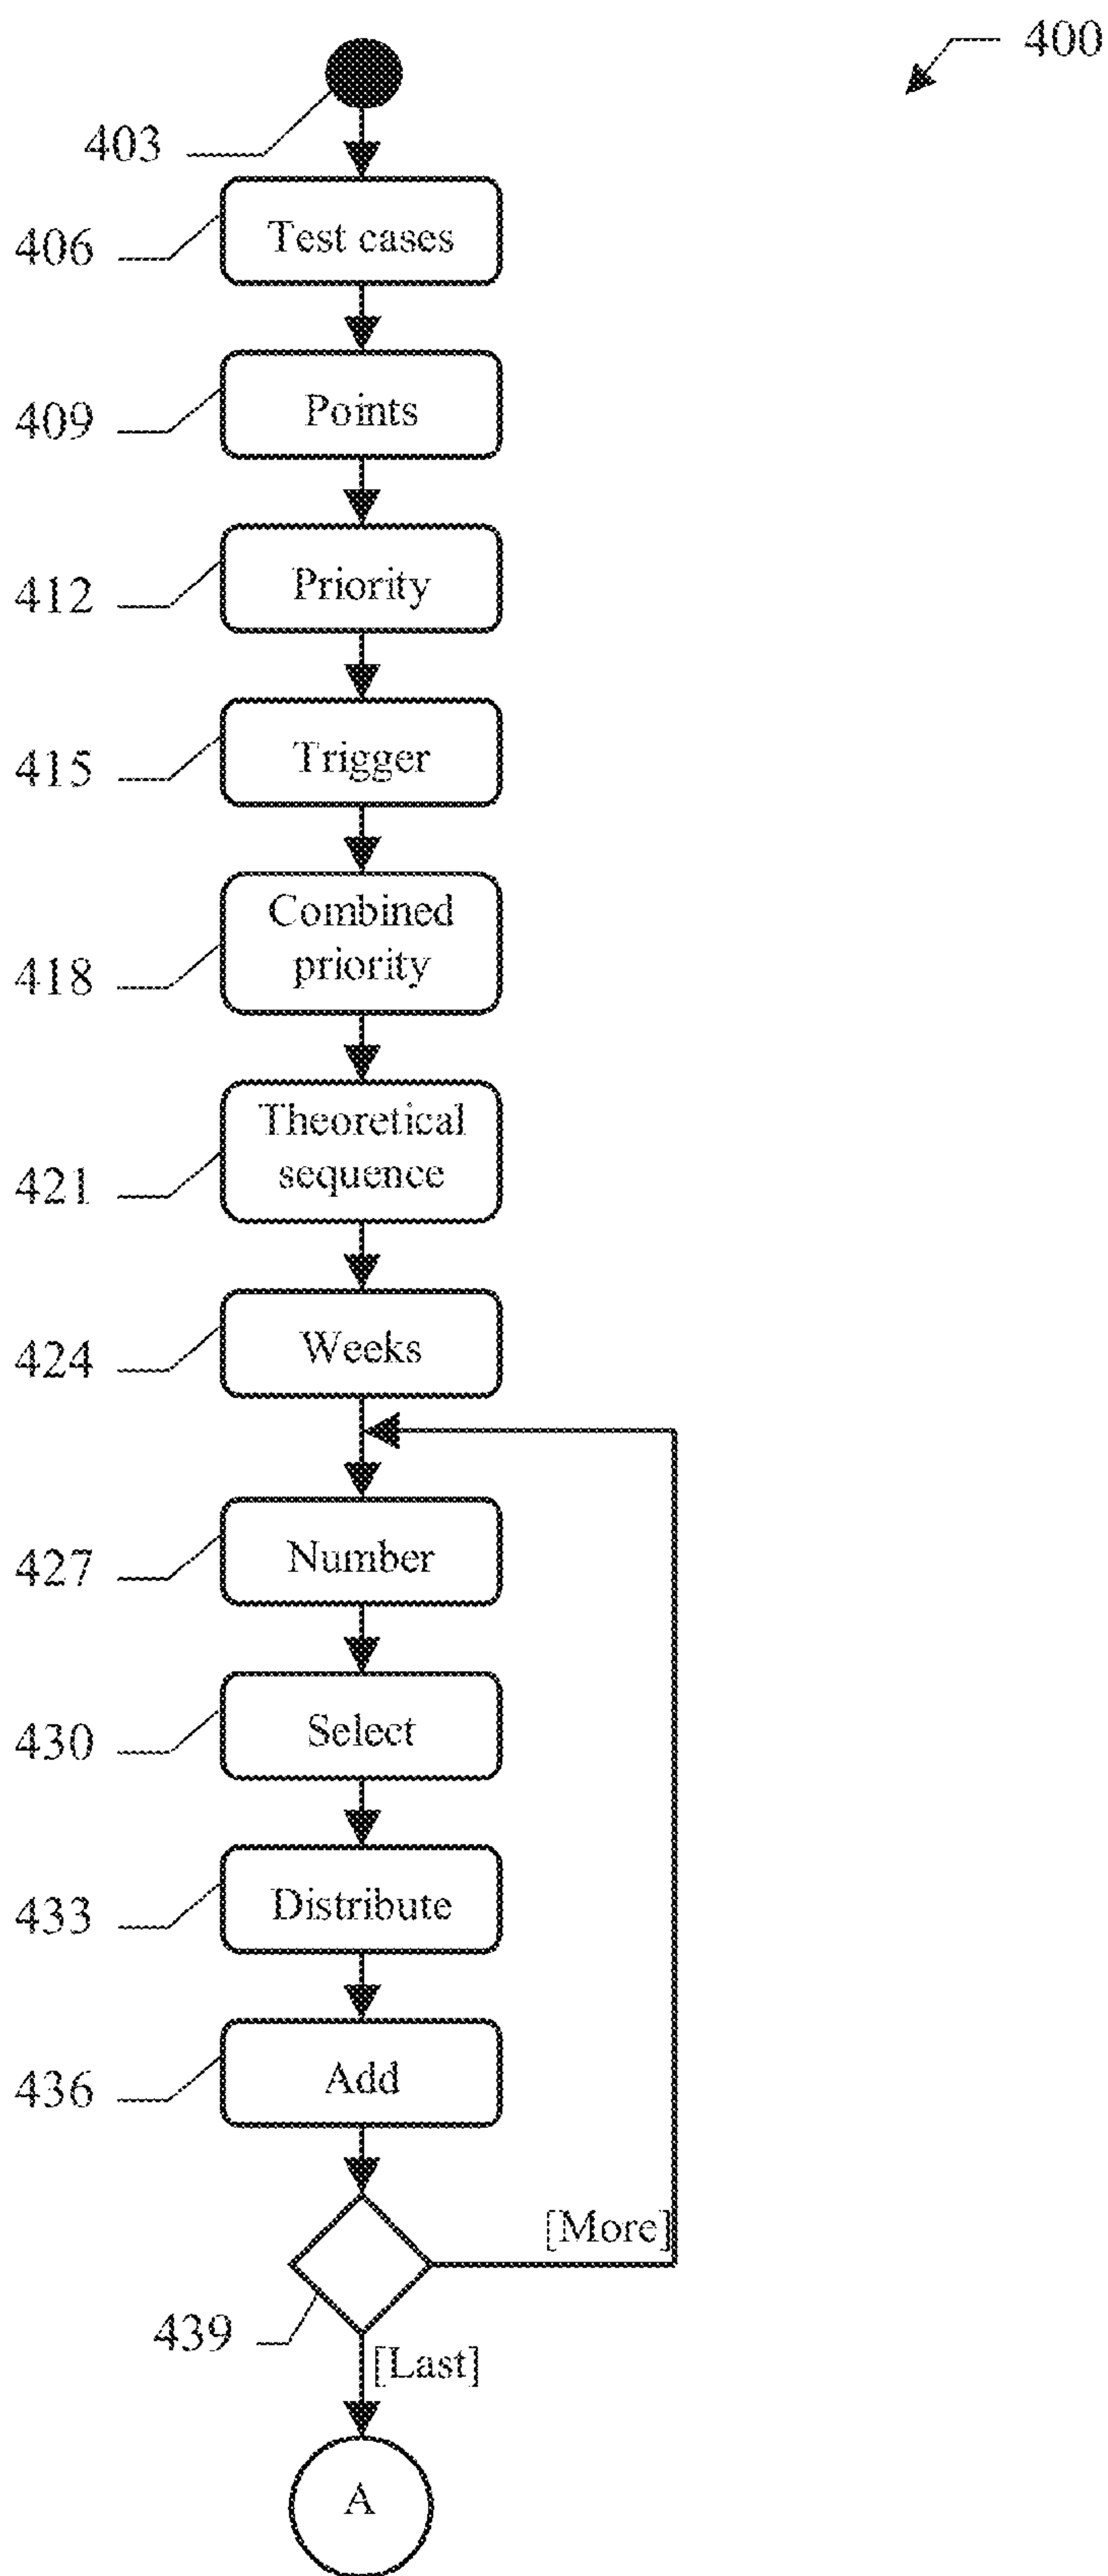 400
403
406
Test cases
409
Points
412
Priority
415
Trigger
418
Combined
priority
421
Theoretical
sequence
424
Weeks
427
Number
430
Select
433
Distribute
436
Add
[More]
439
[Last]
A